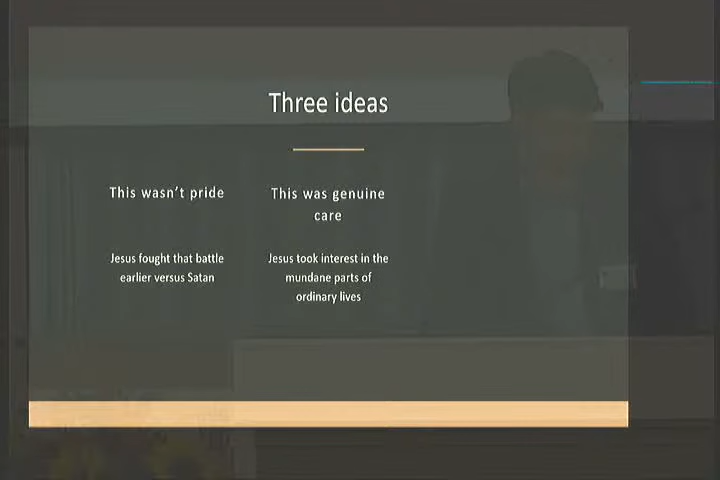 Three ideas
This wasn't pride
Jesus fought that battle
earlier versus Satan
This was genuine
care
Jesus took interest in the
mundane parts of
ordinary lives